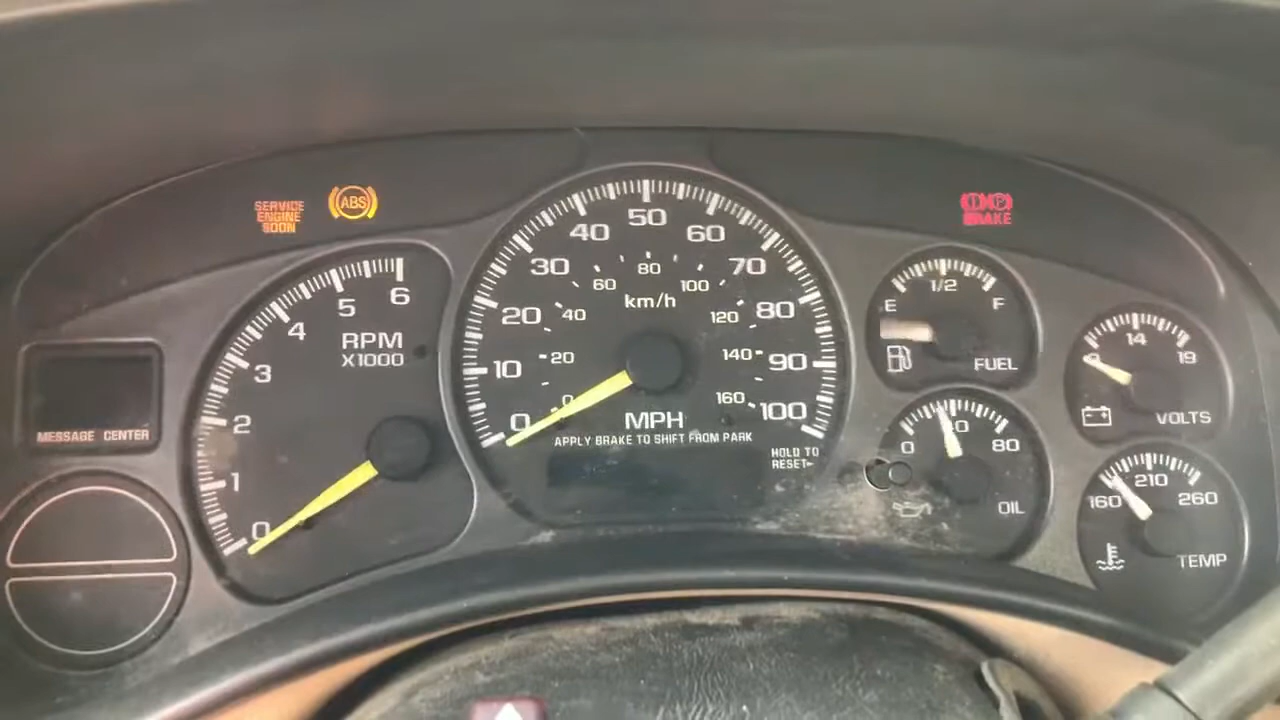 SERVICE
ENGINE
SOON
ABS
BRAKE
0
1
2
3
4
5
6
RPM
X1000
0
10
20
30
40
50
60
70
80
90
100
0
20
40
60
80
100
120
140
160
km/h
MPH
APPLY BRAKE TO SHIFT FROM PARK
HOLD TO
RESET
E
1/2
F
FUEL
14
19
VOLTS
0
80
OIL
160
210
260
TEMP
MESSAGE CENTER